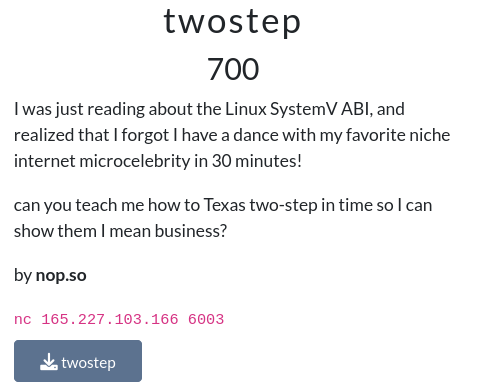 twostep
700
I was just reading about the Linux SystemV ABI, and
realized that I forgot I have a dance with my favorite niche
internet microcelebrity in 30 minutes!
can you teach me how to Texas two-step in time so I can
show them I mean business?
by nop.so
nc 165.227.103.166 6003
twostep